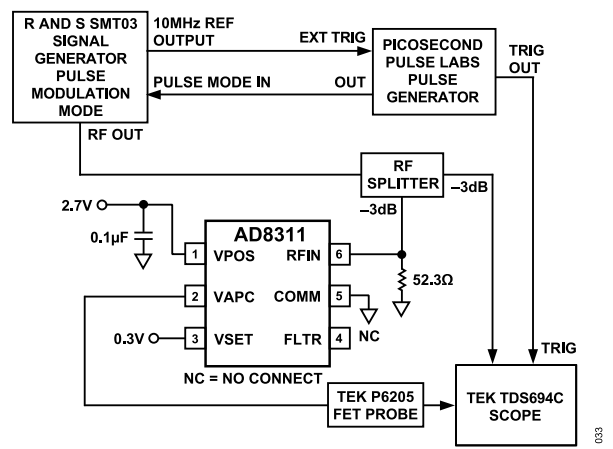 R AND S SMT03
SIGNAL
GENERATOR
PULSE
MODULATION
MODE
10MHz REF
OUTPUT
EXT TRIG
PICOSECOND
PULSE LABS
PULSE
GENERATOR
TRIG
OUT
PULSE MODE IN
OUT
RF OUT
RF
SPLITTER
–3dB
–3dB
2.7V
0.1µF
AD8311
1 VPOS RFIN 6
2 VAPC COMM 5
3 VSET FLTR 4
52.3Ω
0.3V
NC
NC = NO CONNECT
TRIG
TEK P6205
FET PROBE
TEK TDS694C
SCOPE
033